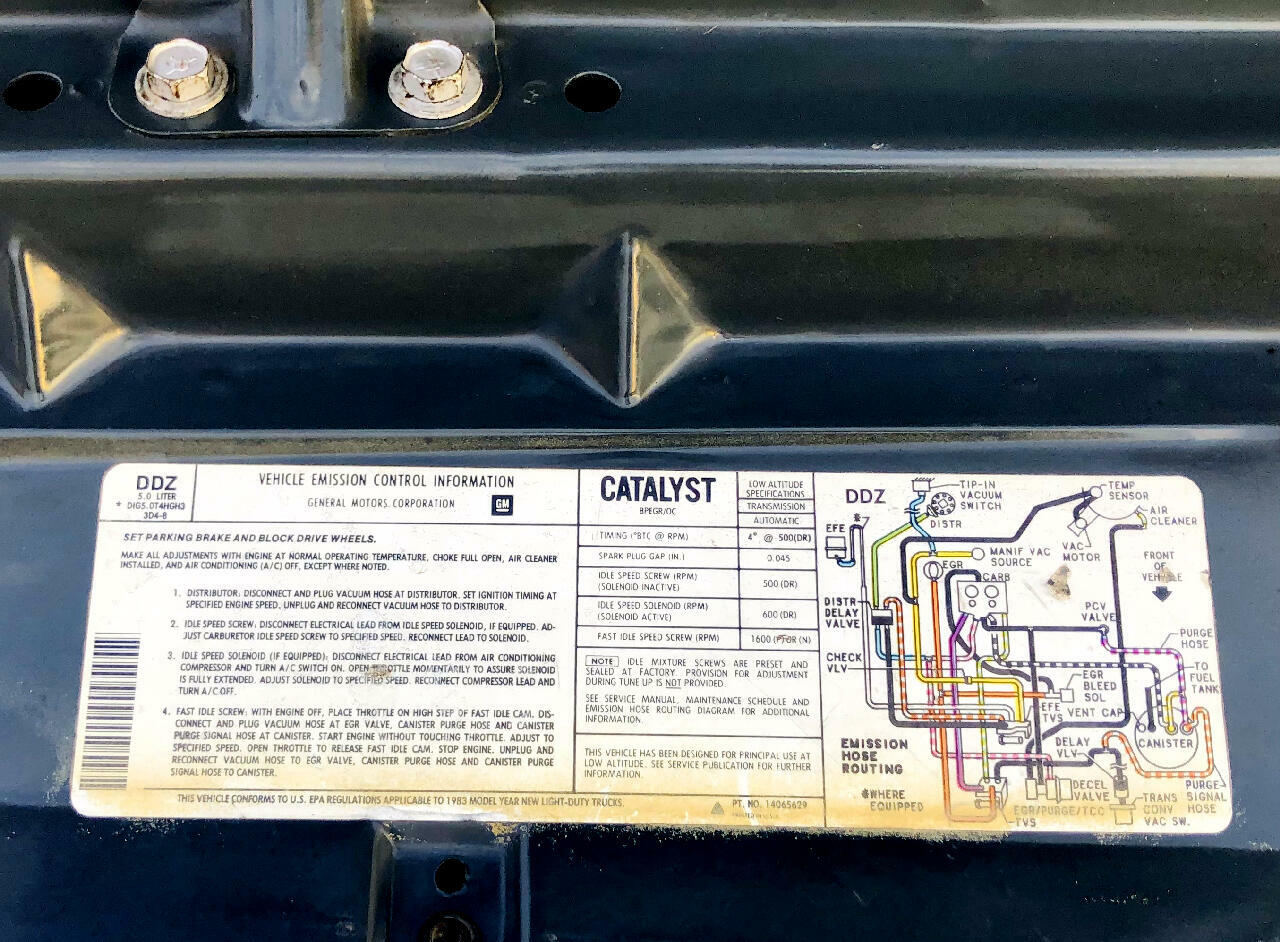 DDZ
5.0 LITER
* DIG5.0T4HGH3
3D4-8
VEHICLE EMISSION CONTROL INFORMATION
GENERAL MOTORS CORPORATION GM
SET PARKING BRAKE AND BLOCK DRIVE WHEELS.
MAKE ALL ADJUSTMENTS WITH ENGINE AT NORMAL OPERATING TEMPERATURE, CHOKE FULL OPEN, AIR CLEANER
INSTALLED, AND AIR CONDITIONING (A/C) OFF, EXCEPT WHERE NOTED.
1. DISTRIBUTOR: DISCONNECT AND PLUG VACUUM HOSE AT DISTRIBUTOR. SET IGNITION TIMING AT
SPECIFIED ENGINE SPEED. UNPLUG AND RECONNECT VACUUM HOSE TO DISTRIBUTOR.
2. IDLE SPEED SCREW: DISCONNECT ELECTRICAL LEAD FROM IDLE SPEED SOLENOID, IF EQUIPPED. AD-
JUST CARBURETOR IDLE SPEED SCREW TO SPECIFIED SPEED. RECONNECT LEAD TO SOLENOID.
3. IDLE SPEED SOLENOID (IF EQUIPPED): DISCONNECT ELECTRICAL LEAD FROM AIR CONDITIONING
COMPRESSOR AND TURN A/C SWITCH ON. OPEN THROTTLE MOMENTARILY TO ASSURE SOLENOID
IS FULLY EXTENDED. ADJUST SOLENOID TO SPECIFIED SPEED. RECONNECT COMPRESSOR LEAD AND
TURN A/C OFF.
4. FAST IDLE SCREW: WITH ENGINE OFF, PLACE THROTTLE ON HIGH STEP OF FAST IDLE CAM. DIS-
CONNECT AND PLUG VACUUM HOSE AT EGR VALVE, CANISTER PURGE HOSE AND CANISTER
PURGE SIGNAL HOSE AT CANISTER. START ENGINE WITHOUT TOUCHING THROTTLE. ADJUST TO
SPECIFIED SPEED. OPEN THROTTLE TO RELEASE FAST IDLE CAM. STOP ENGINE. UNPLUG AND
RECONNECT VACUUM HOSE TO EGR VALVE, CANISTER PURGE HOSE AND CANISTER PURGE
SIGNAL HOSE TO CANISTER.
THIS VEHICLE CONFORMS TO U.S. EPA REGULATIONS APPLICABLE TO 1983 MODEL YEAR NEW LIGHT-DUTY TRUCKS.
CATALYST
BPEGR/OC
LOW ALTITUDE
SPECIFICATIONS
TRANSMISSION
AUTOMATIC
TIMING (°BTC @ RPM) 4° @ 500(DR)
SPARK PLUG GAP (IN.) 0.045
IDLE SPEED SCREW (RPM)
(SOLENOID INACTIVE) 500 (DR)
IDLE SPEED SOLENOID (RPM)
(SOLENOID ACTIVE) 600 (DR)
FAST IDLE SPEED SCREW (RPM) 1600 (P) OR (N)
NOTE IDLE MIXTURE SCREWS ARE PRESET AND
SEALED AT FACTORY. PROVISION FOR ADJUSTMENT
DURING TUNE UP IS NOT PROVIDED.
SEE SERVICE MANUAL, MAINTENANCE SCHEDULE AND
EMISSION HOSE ROUTING DIAGRAM FOR ADDITIONAL
INFORMATION.
THIS VEHICLE HAS BEEN DESIGNED FOR PRINCIPAL USE AT
LOW ALTITUDE. SEE SERVICE PUBLICATION FOR FURTHER
INFORMATION.
PT. NO. 14065629
DDZ
TIP-IN
VACUUM
SWITCH
DISTR
TEMP
SENSOR
AIR
CLEANER
VAC
MOTOR
EFE
*
MANIF VAC
SOURCE
EGR
CARB
FRONT
OF
VEHICLE
DISTR
DELAY
VALVE
PCV
VALVE
PURGE
HOSE
CHECK
VLV
TO
FUEL
TANK
EGR
BLEED
SOL
EFE
TVS
VENT CAP
CANISTER
EMISSION
HOSE
ROUTING
DELAY
VLV
*WHERE
EQUIPPED
DECEL
VALVE
PURGE
SIGNAL
HOSE
TRANS
CONV
VAC SW.
EGR/PURGE/TCC
TVS